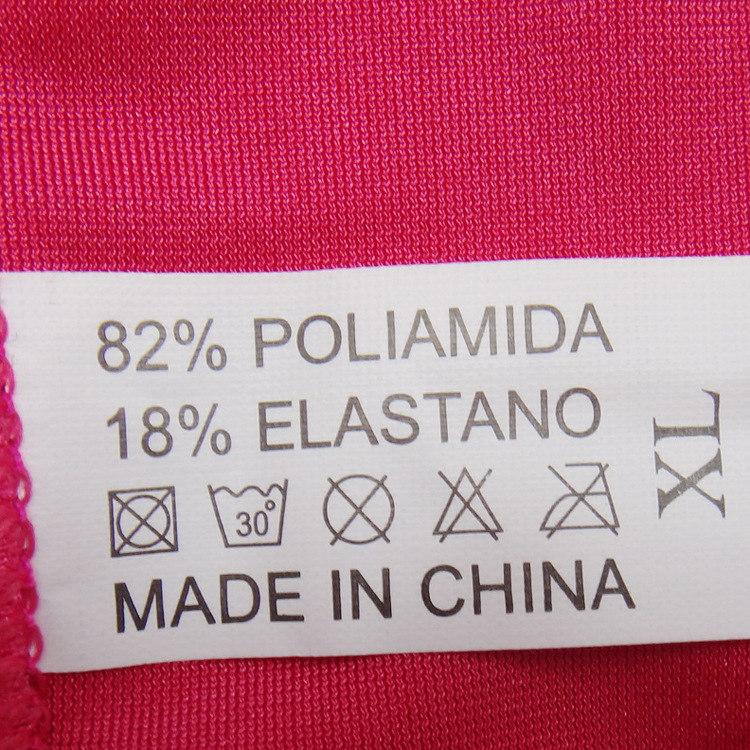 82% POLIAMIDA
18% ELASTANO
XL
30°
MADE IN CHINA